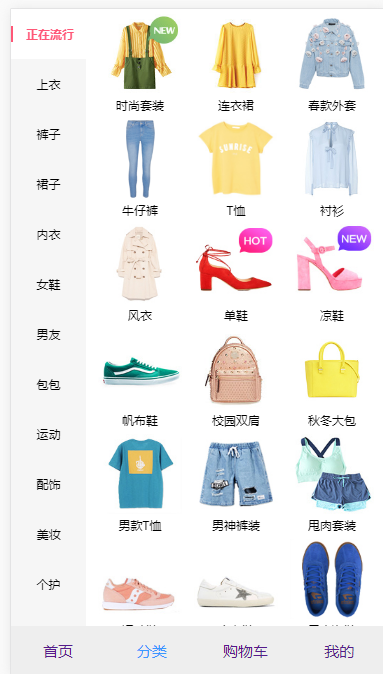 正在流行
上衣
裤子
裙子
内衣
女鞋
男友
包包
运动
配饰
美妆
个护
NEW
时尚套装 连衣裙 春款外套
SUNRISE
牛仔裤 T恤 衬衫
HOT
NEW
风衣 单鞋 凉鞋
帆布鞋 校园双肩 秋冬大包
男款T恤 男神裤装 甩肉套装
首页 分类 购物车 我的